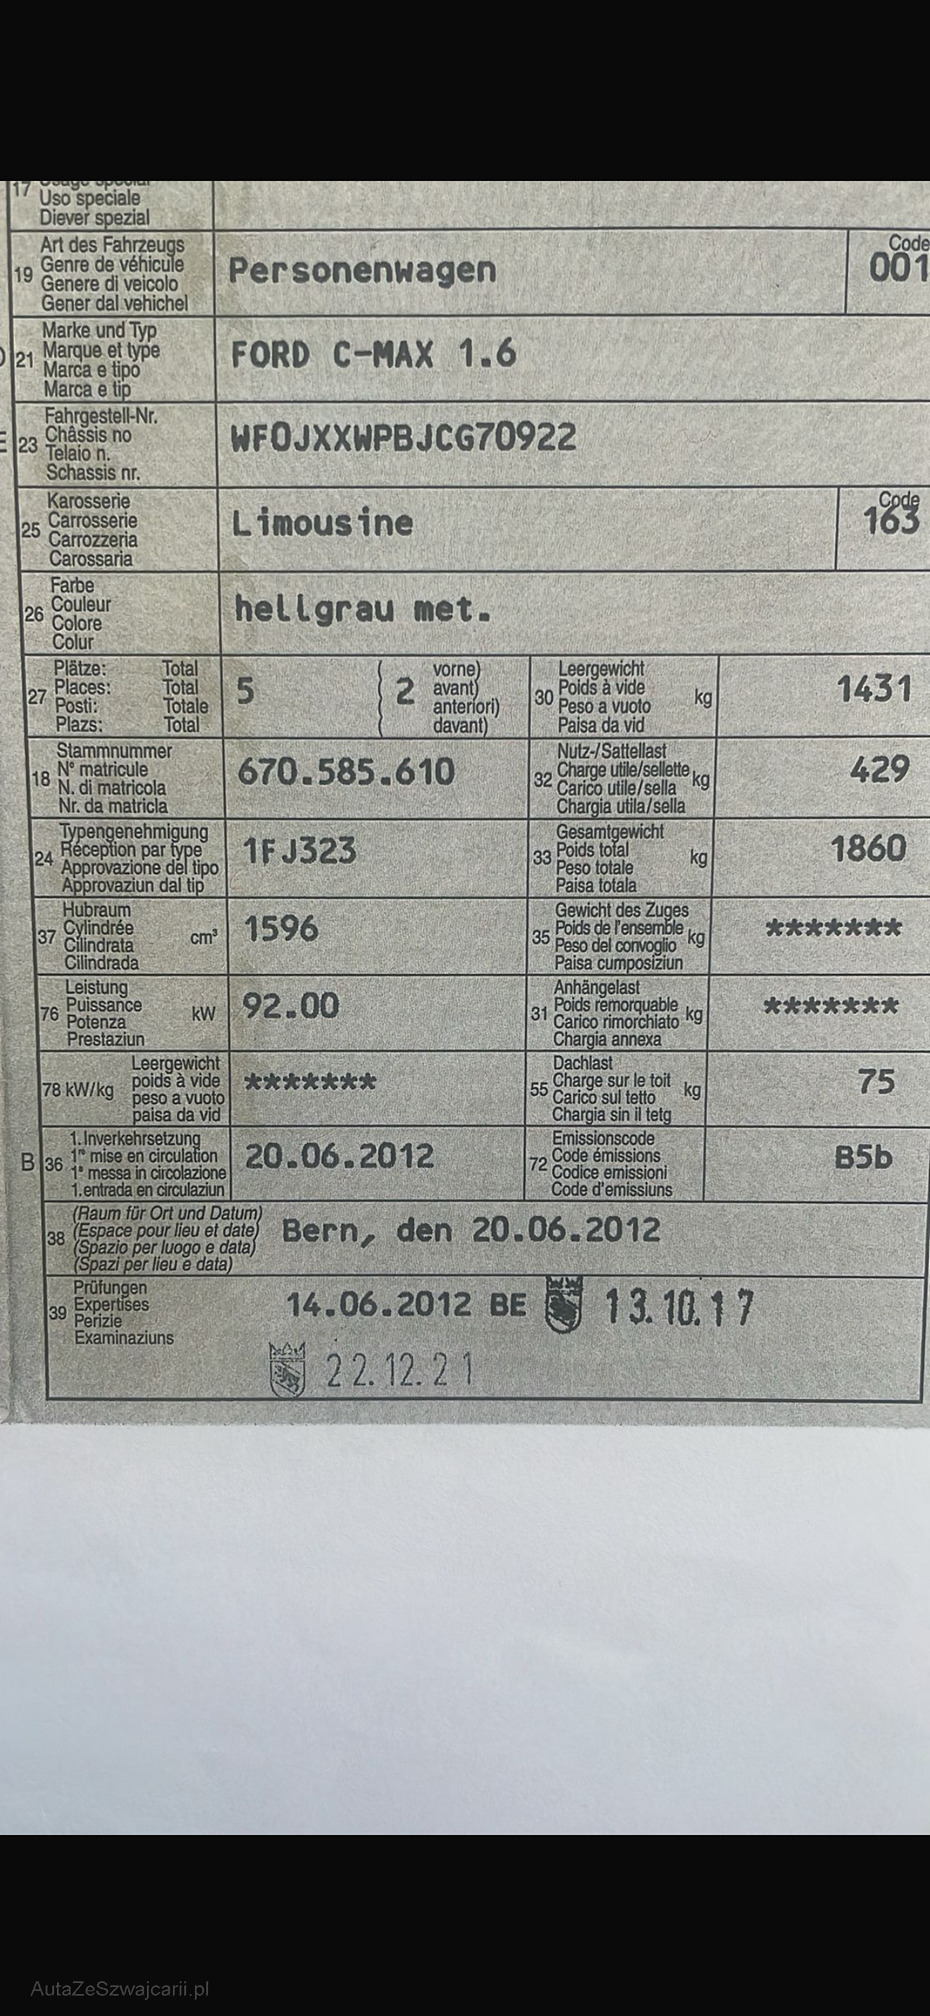 17 Usage spécial
Uso speciale
Diever spezial
Art des Fahrzeugs
19 Genre de véhicule
Genere di veicolo
Gener dal vehichel
Personenwagen
Code
001
Marke und Typ
21 Marque et type
Marca e tipo
Marca e tip
FORD C-MAX 1.6
Fahrgestell-Nr.
E 23 Châssis no
Telaio n.
Schassis nr.
WF0JXXWPBJCG70922
Karosserie
25 Carrosserie
Carrozzeria
Carossaria
Limousine
Code
163
Farbe
26 Couleur
Colore
Colur
hellgrau met.
Plätze: Total
27 Places: Total
Posti: Totale
Plazs: Total
5
( 2 vorne)
( avant)
( anteriori)
( davant)
Leergewicht
30 Poids à vide kg
Peso a vuoto
Paisa da vid
1431
Stammnummer
18 N° matricule
N. di matricola
Nr. da matricla
670.585.610
Nutz-/Sattellast
32 Charge utile/sellette kg
Carico utile/sella
Chargia utila/sella
429
Typengenehmigung
24 Réception par type
Approvazione del tipo
Approvaziun dal tip
1FJ323
Gesamtgewicht
33 Poids total kg
Peso totale
Paisa totala
1860
Hubraum
37 Cylindrée cm³
Cilindrata
Cilindrada
1596
Gewicht des Zuges
35 Poids de l'ensemble kg
Peso del convoglio
Paisa cumposiziun
*******
Leistung
76 Puissance kW
Potenza
Prestaziun
92.00
Anhängelast
31 Poids remorquable kg
Carico rimorchiato
Chargia annexa
*******
Leergewicht
78 kW/kg poids à vide
peso a vuoto
paisa da vid
*******
Dachlast
55 Charge sur le toit kg
Carico sul tetto
Chargia sin il tetg
75
1.Inverkehrsetzung
B 36 1re mise en circulation
1a messa in circolazione
1.entrada en circulaziun
20.06.2012
Emissionscode
72 Code émissions
Codice emissioni
Code d'emissiuns
B5b
(Raum für Ort und Datum)
38 (Espace pour lieu et date)
(Spazio per luogo e data)
(Spazi per lieu e data)
Bern, den 20.06.2012
Prüfungen
39 Expertises
Perizie
Examinaziuns
14.06.2012 BE 13.10.17
22.12.21
AutaZeSzwajcarii.pl